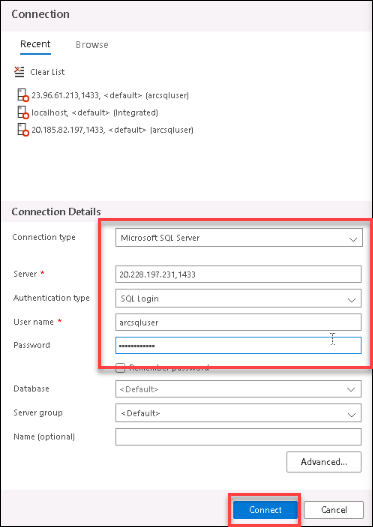 Connection
Recent Browse
Clear List
23.96.61.213,1433, <default> (arcsqluser)
localhost, <default> (Integrated)
20.185.82.197,1433, <default> (arcsqluser)
Connection Details
Connection type Microsoft SQL Server
Server * 20.228.197.231,1433
Authentication type SQL Login
User name * arcsqluser
Password ••••••••••••
Remember password
Database <Default>
Server group <Default>
Name (optional)
Advanced...
Connect Cancel